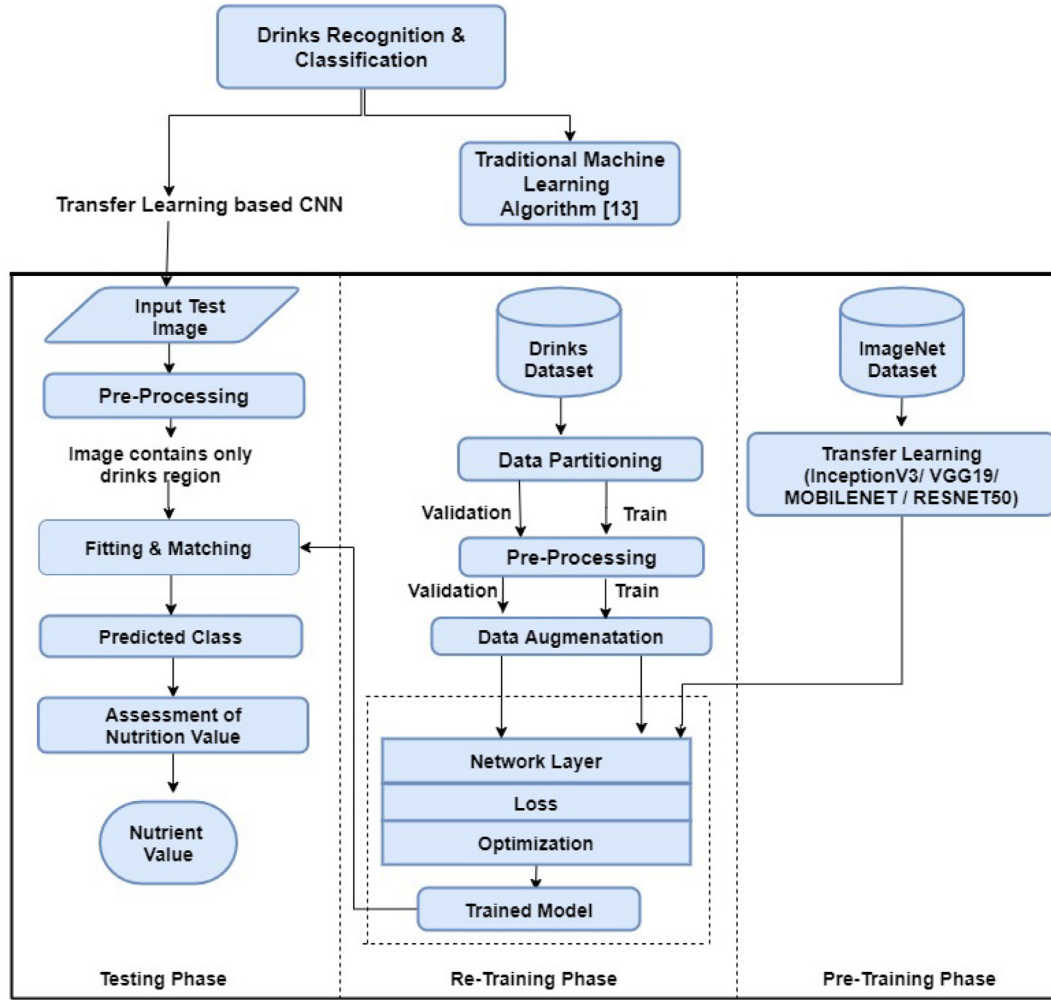 Drinks Recognition &
Classification
Traditional Machine
Learning
Algorithm [13]
Transfer Learning based CNN
Input Test
Image
Pre-Processing
Image contains only
drinks region
Fitting & Matching
Predicted Class
Assessment of
Nutrition Value
Nutrient
Value
Testing Phase
Drinks
Dataset
Data Partitioning
Validation
Train
Pre-Processing
Validation
Train
Data Augmenatation
Network Layer
Loss
Optimization
Trained Model
Re-Training Phase
ImageNet
Dataset
Transfer Learning
(InceptionV3/ VGG19/
MOBILENET / RESNET50)
Pre-Training Phase